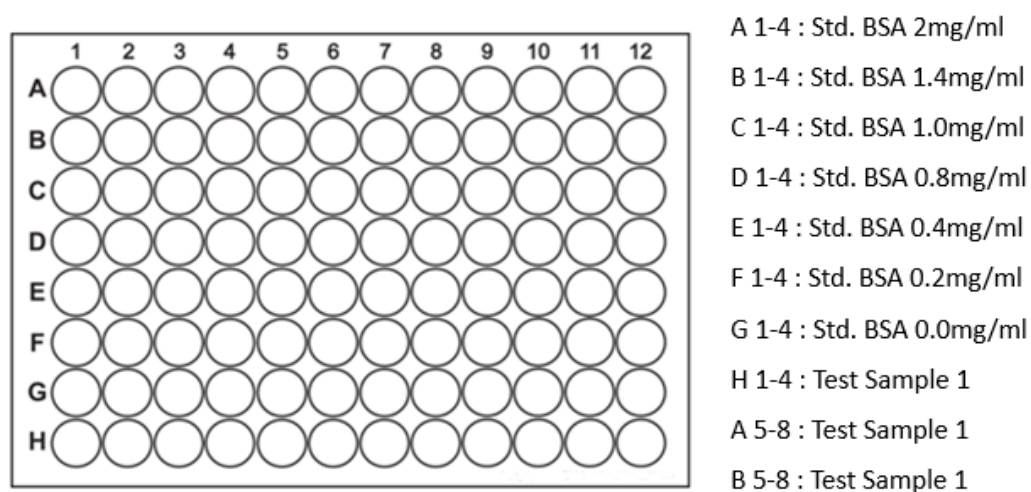 1 2 3 4 5 6 7 8 9 10 11 12
A
B
C
D
E
F
G
H
A 1-4 : Std. BSA 2mg/ml
B 1-4 : Std. BSA 1.4mg/ml
C 1-4 : Std. BSA 1.0mg/ml
D 1-4 : Std. BSA 0.8mg/ml
E 1-4 : Std. BSA 0.4mg/ml
F 1-4 : Std. BSA 0.2mg/ml
G 1-4 : Std. BSA 0.0mg/ml
H 1-4 : Test Sample 1
A 5-8 : Test Sample 1
B 5-8 : Test Sample 1